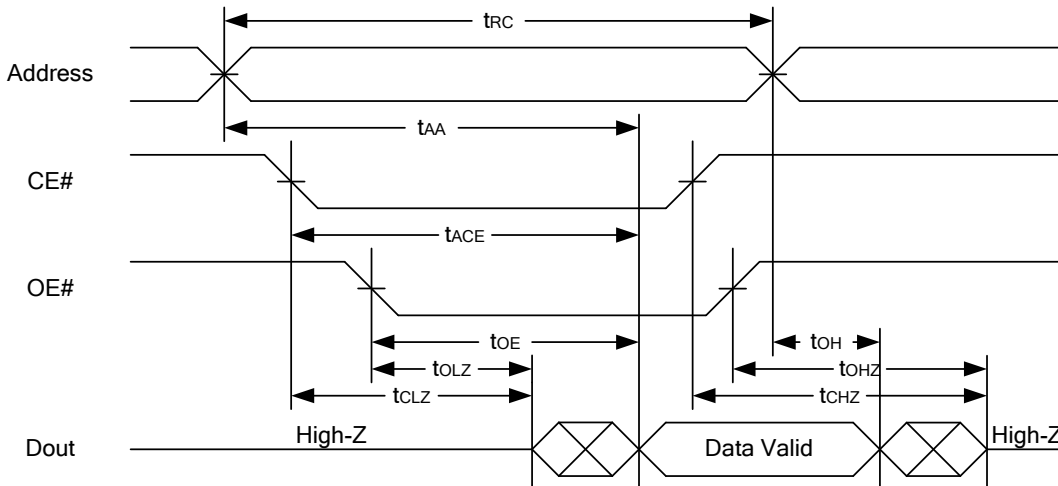 tRC
Address
tAA
CE#
tACE
OE#
tOE
tOH
tOLZ
tOHZ
tCLZ
tCHZ
Dout
High-Z
Data Valid
High-Z